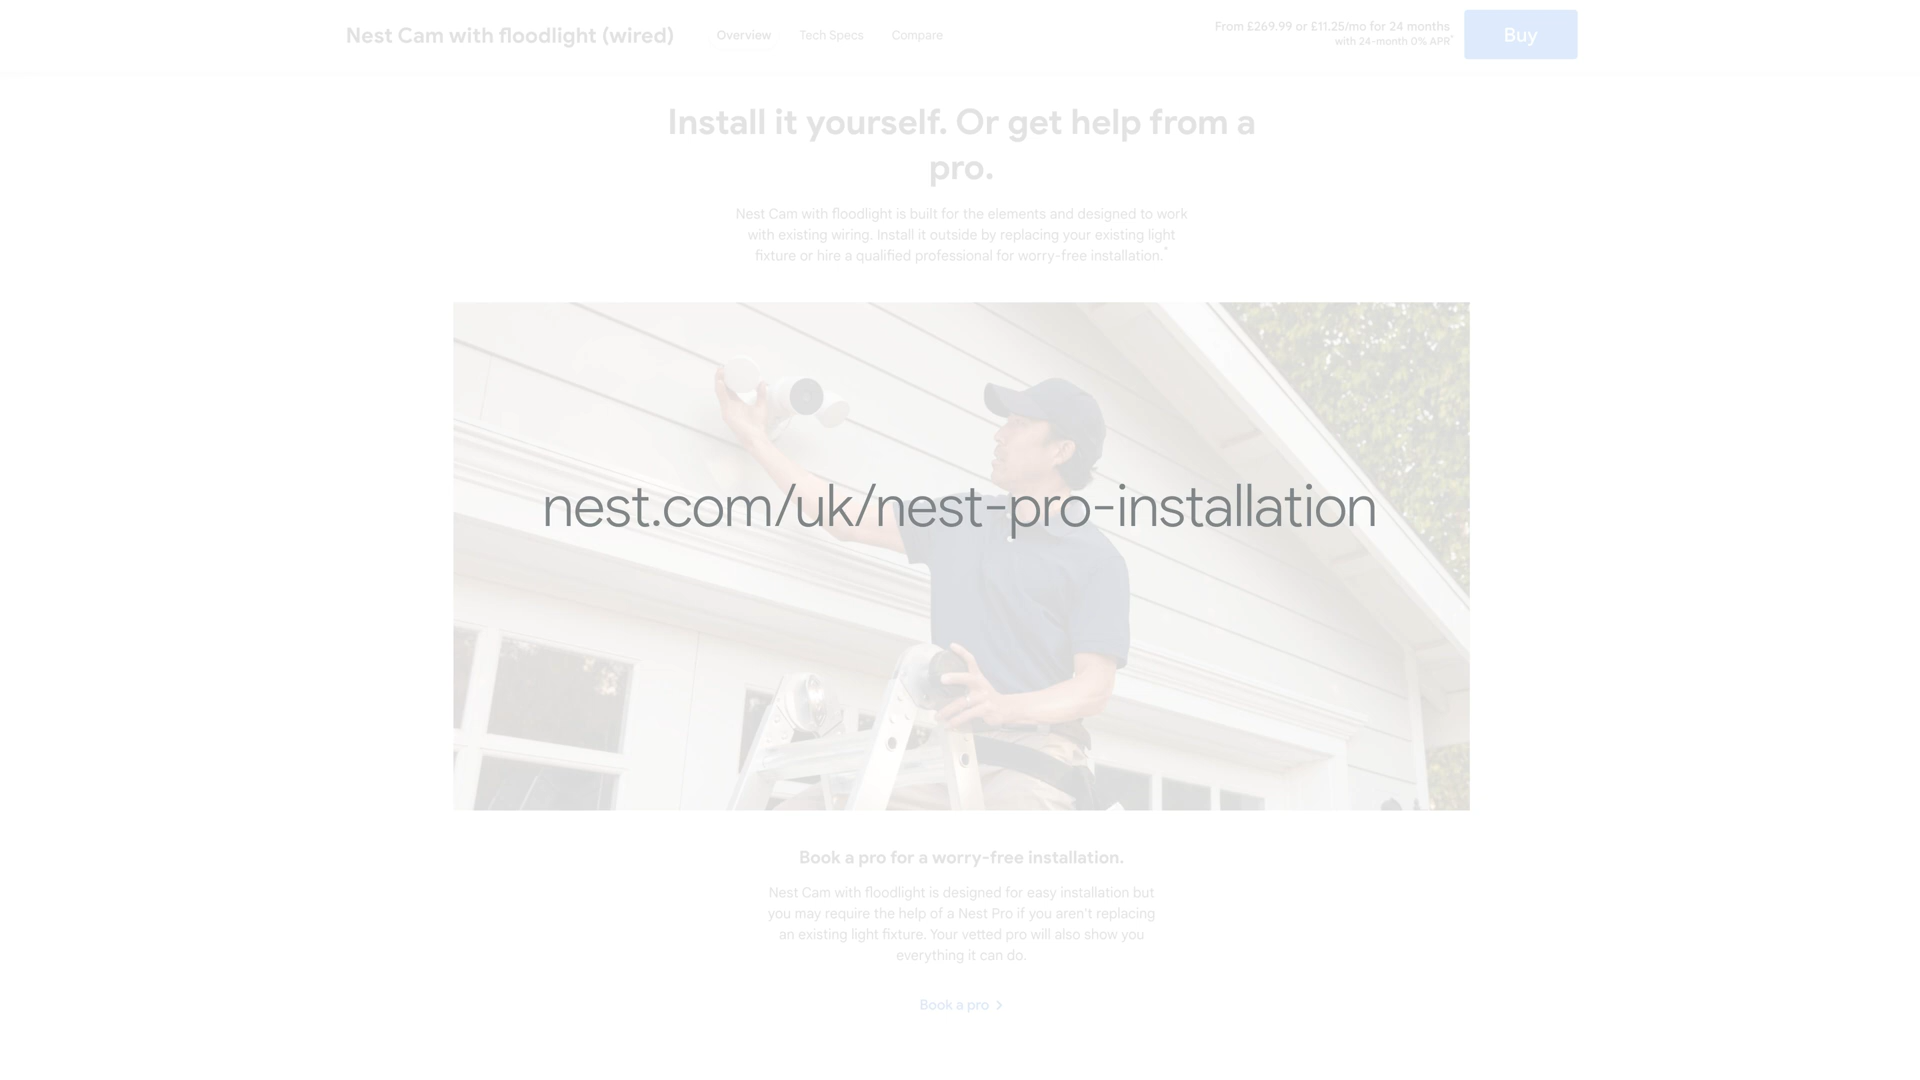 Nest Cam with floodlight (wired)
Overview
Tech Specs
Compare
From £269.99 or £11.25/mo for 24 months
with 24-month 0% APR*
Buy
Install it yourself. Or get help from a
pro.
Nest Cam with floodlight is built for the elements and designed to work
with existing wiring. Install it outside by replacing your existing light
fixture or hire a qualified professional for worry-free installation.*
nest.com/uk/nest-pro-installation
Book a pro for a worry-free installation.
Nest Cam with floodlight is designed for easy installation but
you may require the help of a Nest Pro if you aren't replacing
an existing light fixture. Your vetted pro will also show you
everything it can do.
Book a pro >